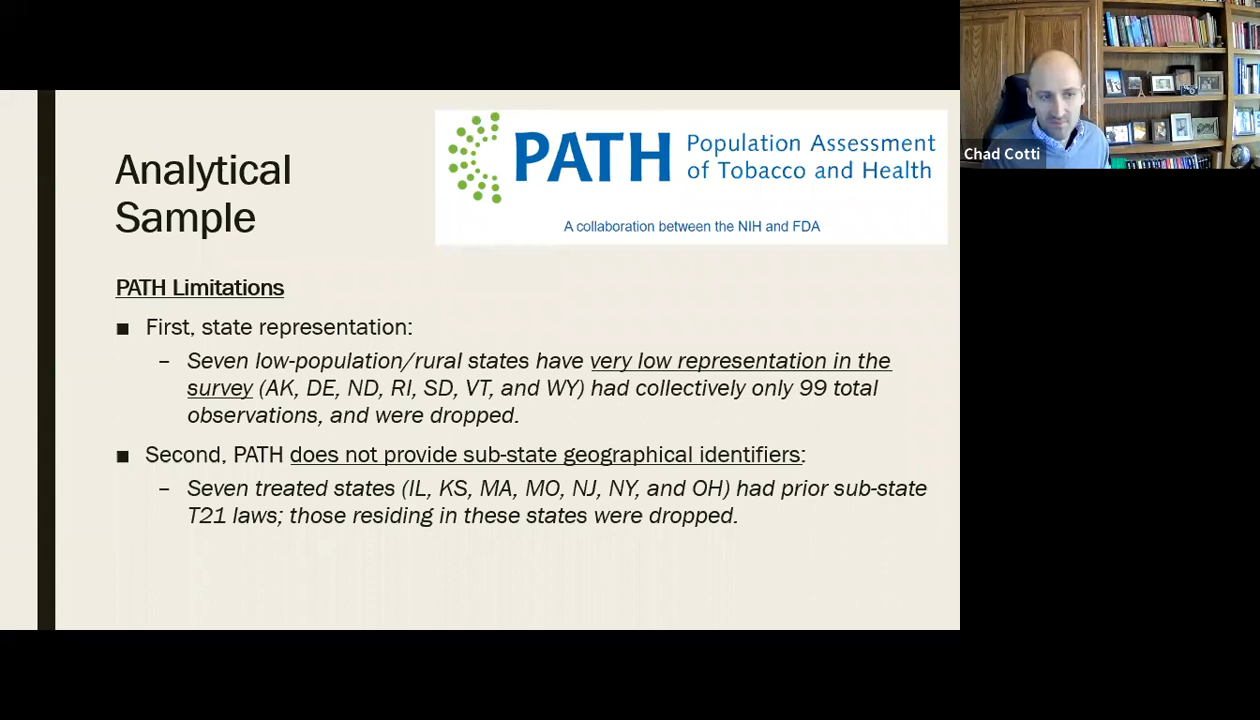 Analytical
Sample
PATH
Population Assessment
of Tobacco and Health
A collaboration between the NIH and FDA
Chad Cotti
PATH Limitations
■ First, state representation:
– Seven low-population/rural states have very low representation in the
survey (AK, DE, ND, RI, SD, VT, and WY) had collectively only 99 total
observations, and were dropped.
■ Second, PATH does not provide sub-state geographical identifiers:
– Seven treated states (IL, KS, MA, MO, NJ, NY, and OH) had prior sub-state
T21 laws; those residing in these states were dropped.